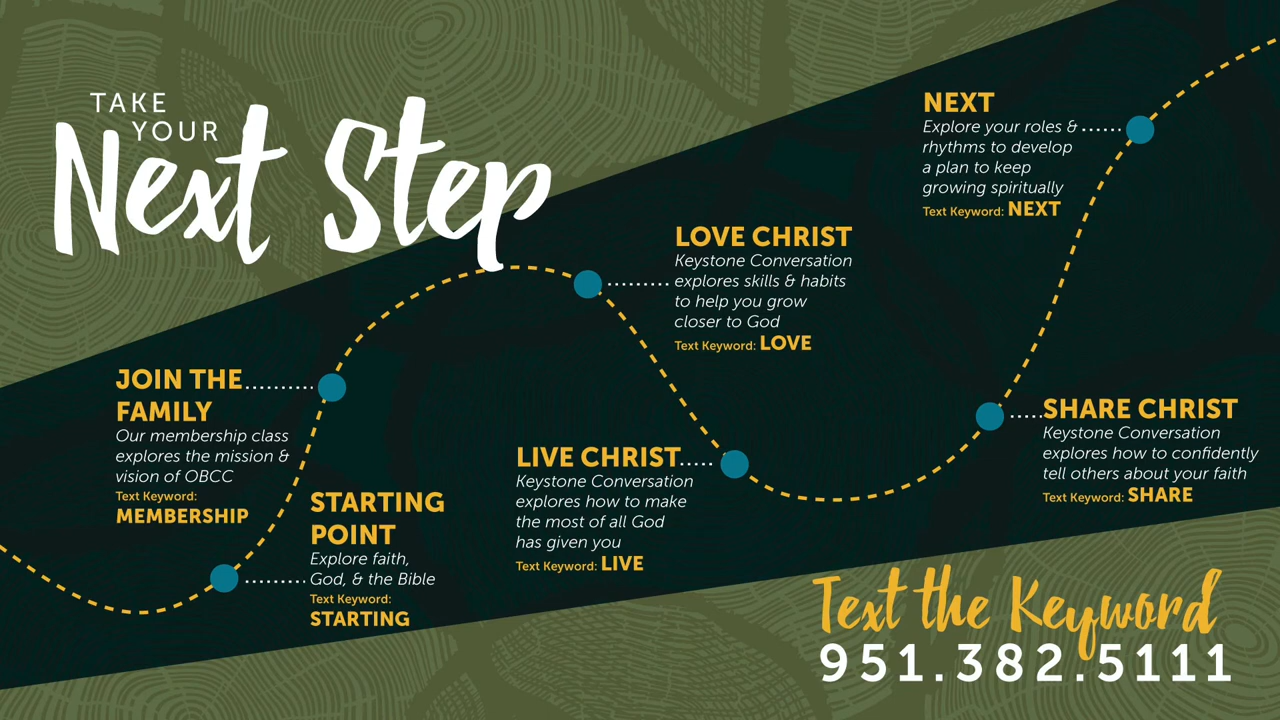 TAKE
YOUR
Next Step
JOIN THE
FAMILY
Our membership class
explores the mission &
vision of OBCC
Text Keyword:
MEMBERSHIP
STARTING
POINT
Explore faith,
God, & the Bible
Text Keyword:
STARTING
LOVE CHRIST
Keystone Conversation
explores skills & habits
to help you grow
closer to God
Text Keyword: LOVE
LIVE CHRIST
Keystone Conversation
explores how to make
the most of all God
has given you
Text Keyword: LIVE
NEXT
Explore your roles &
rhythms to develop
a plan to keep
growing spiritually
Text Keyword: NEXT
SHARE CHRIST
Keystone Conversation
explores how to confidently
tell others about your faith
Text Keyword: SHARE
Text the Keyword
951.382.5111